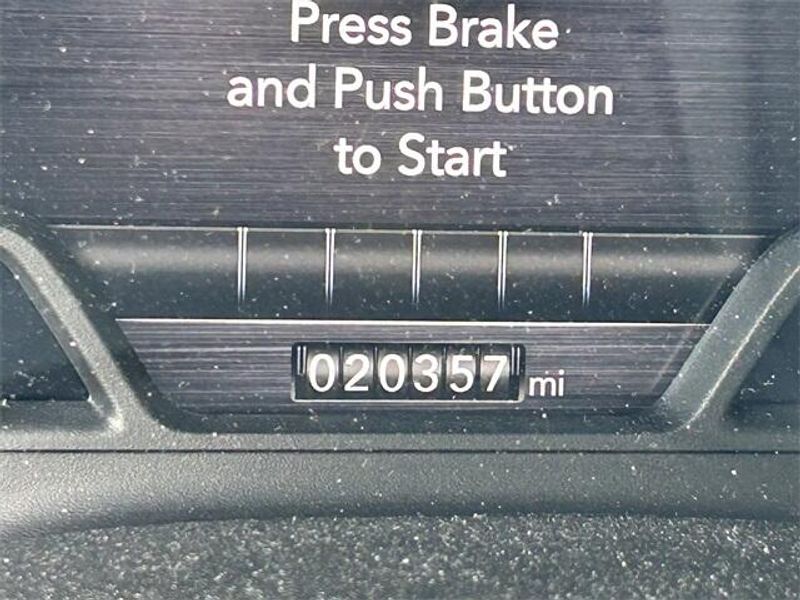 Press Brake
and Push Button
to Start
020357 mi